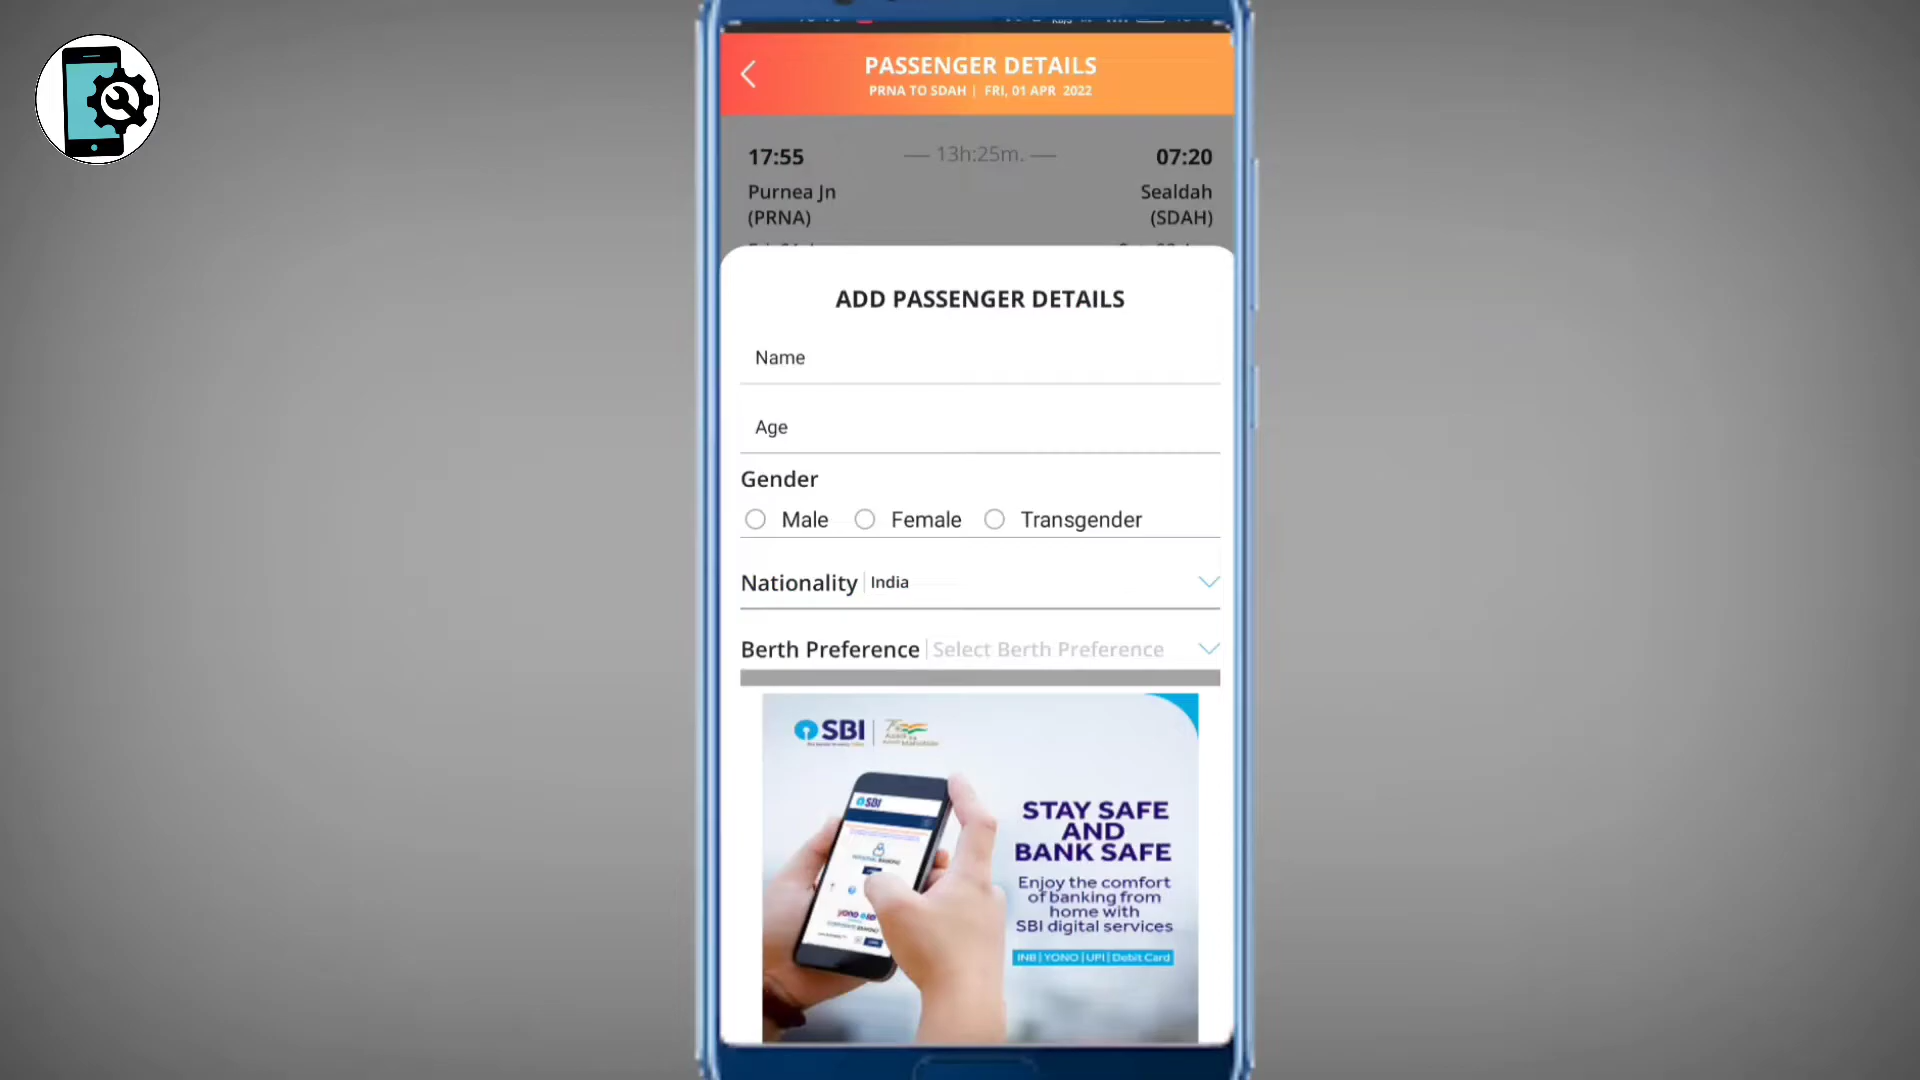 PASSENGER DETAILS
PRNA TO SDAH | FRI, 01 APR 2022
17:55
13h:25m.
07:20
Purnea Jn
Sealdah
(PRNA)
(SDAH)
ADD PASSENGER DETAILS
Name
Age
Gender
Male
Female
Transgender
Nationality | India
Berth Preference | Select Berth Preference
SBI
SBI
STAY SAFE
AND
BANK SAFE
Enjoy the comfort
of banking from
home with
SBI digital services
INB | YONO | UPI | Debit Card